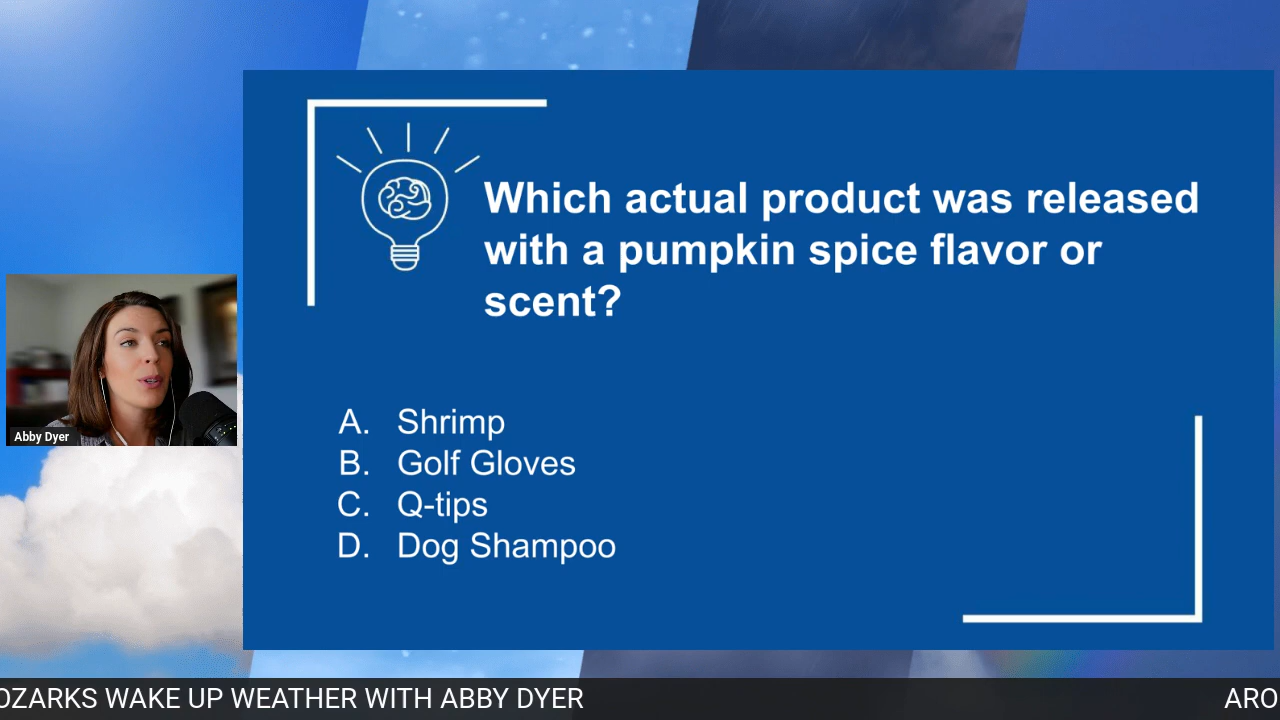 Which actual product was released
with a pumpkin spice flavor or
scent?
A. Shrimp
B. Golf Gloves
C. Q-tips
D. Dog Shampoo
Abby Dyer
OZARKS WAKE UP WEATHER WITH ABBY DYER
ARO